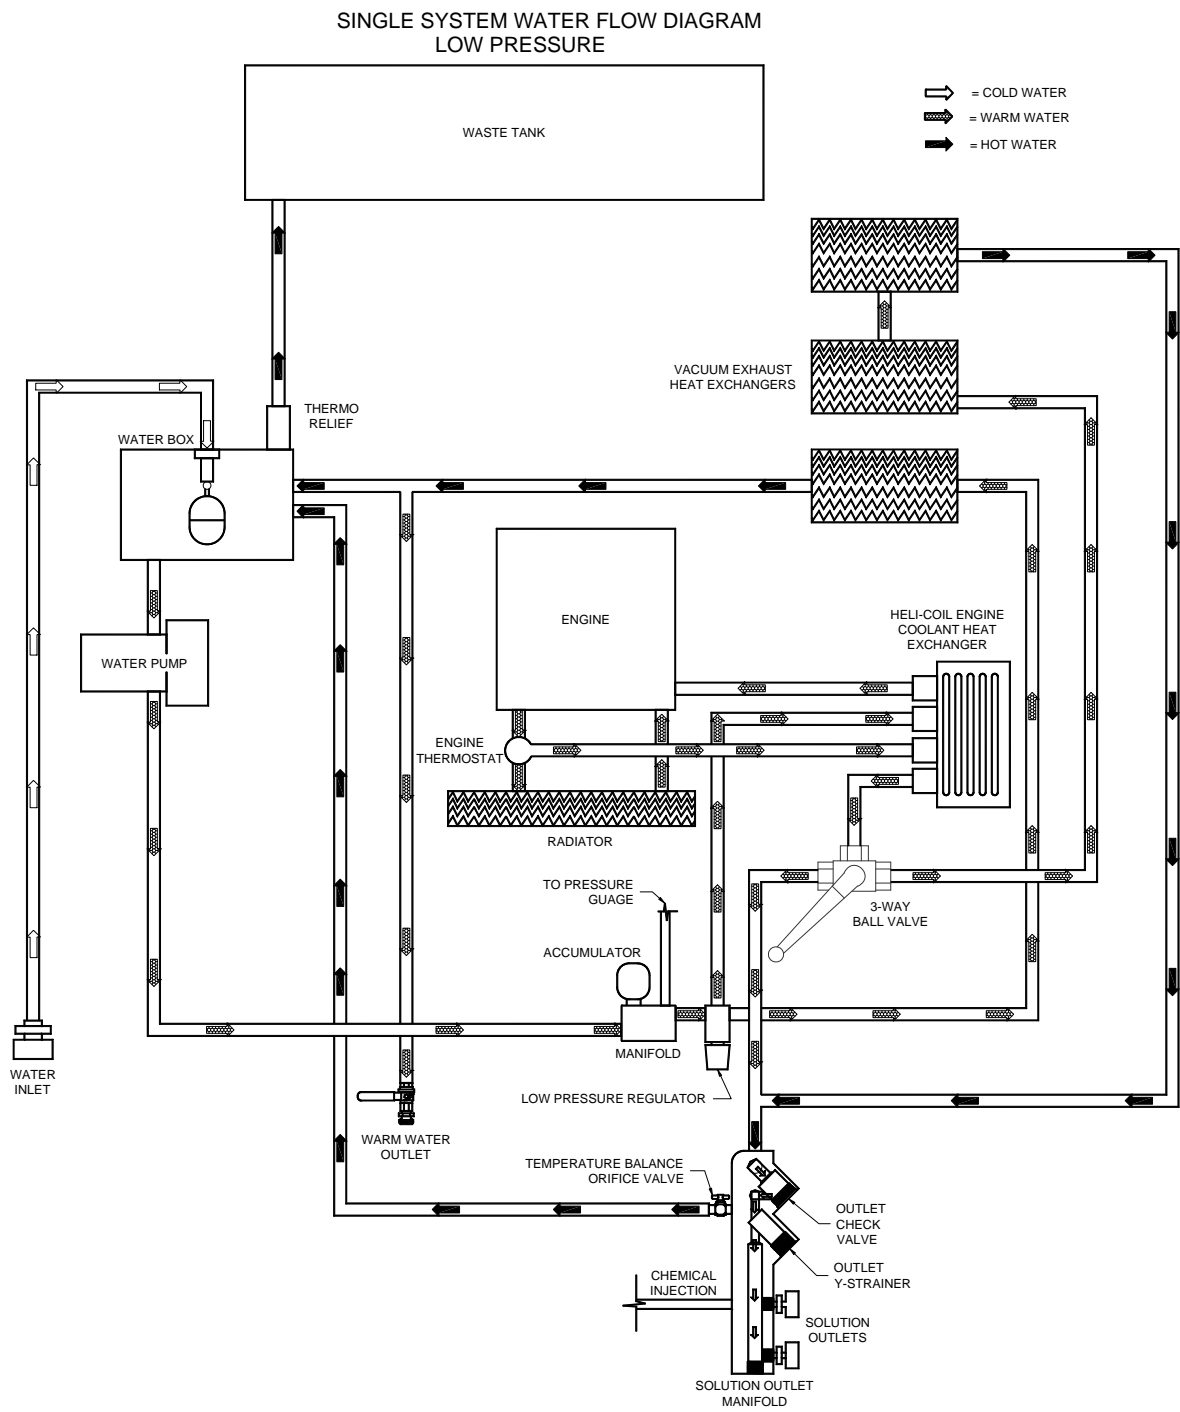 SINGLE SYSTEM WATER FLOW DIAGRAM
LOW PRESSURE
WASTE TANK
= COLD WATER
= WARM WATER
= HOT WATER
VACUUM EXHAUST
HEAT EXCHANGERS
THERMO
RELIEF
WATER BOX
ENGINE
HELI-COIL ENGINE
COOLANT HEAT
EXCHANGER
WATER PUMP
ENGINE
THERMOSTAT
RADIATOR
TO PRESSURE
GUAGE
3-WAY
BALL VALVE
ACCUMULATOR
MANIFOLD
WATER
INLET
LOW PRESSURE REGULATOR
WARM WATER
OUTLET
TEMPERATURE BALANCE
ORIFICE VALVE
OUTLET
CHECK
VALVE
OUTLET
Y-STRAINER
CHEMICAL
INJECTION
SOLUTION
OUTLETS
SOLUTION OUTLET
MANIFOLD